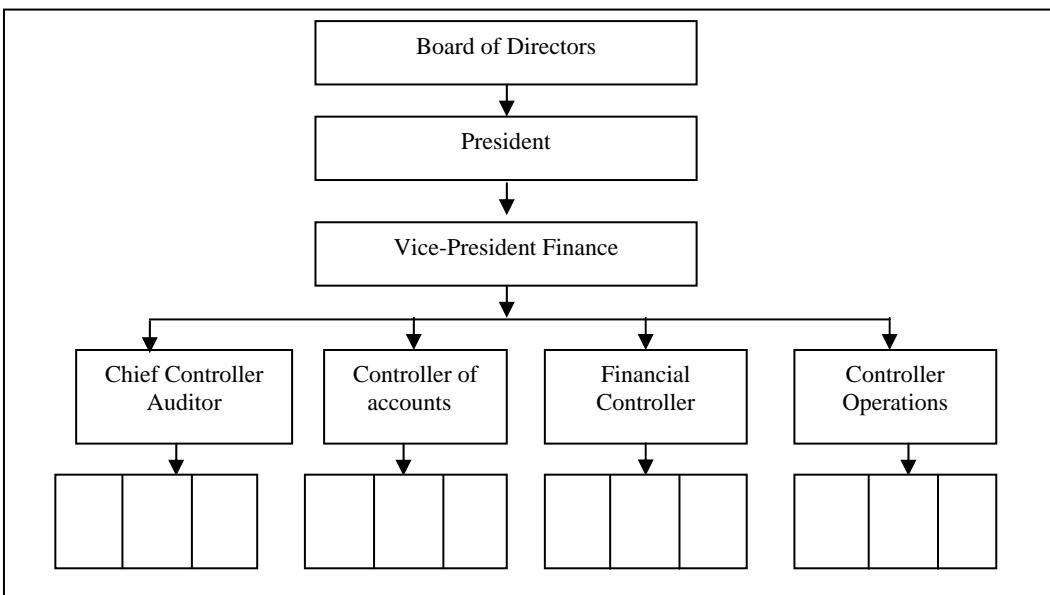 Board of Directors
President
Vice-President Finance
Chief Controller
Auditor
Controller of
accounts
Financial
Controller
Controller
Operations